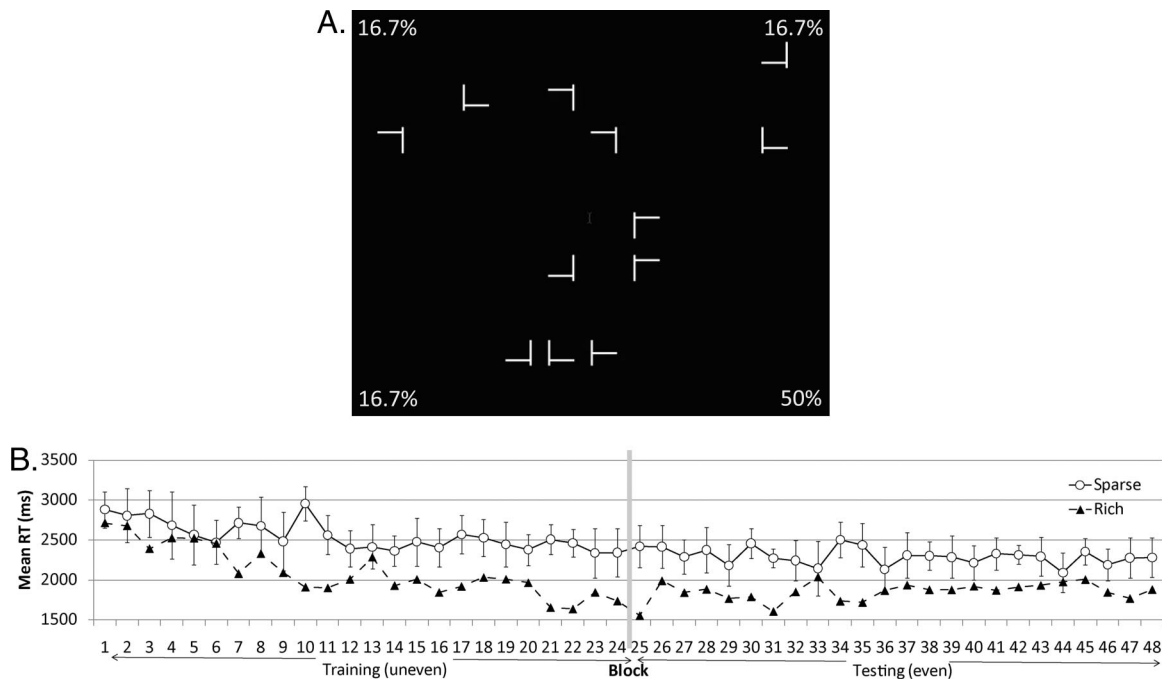 A.
16.7% 16.7%
16.7% 50%
B.
3500
3000
2500
2000
1500
Mean RT (ms)
Sparse
Rich
1 2 3 4 5 6 7 8 9 10 11 12 13 14 15 16 17 18 19 20 21 22 23 24 25 26 27 28 29 30 31 32 33 34 35 36 37 38 39 40 41 42 43 44 45 46 47 48
Training (uneven) Block Testing (even)